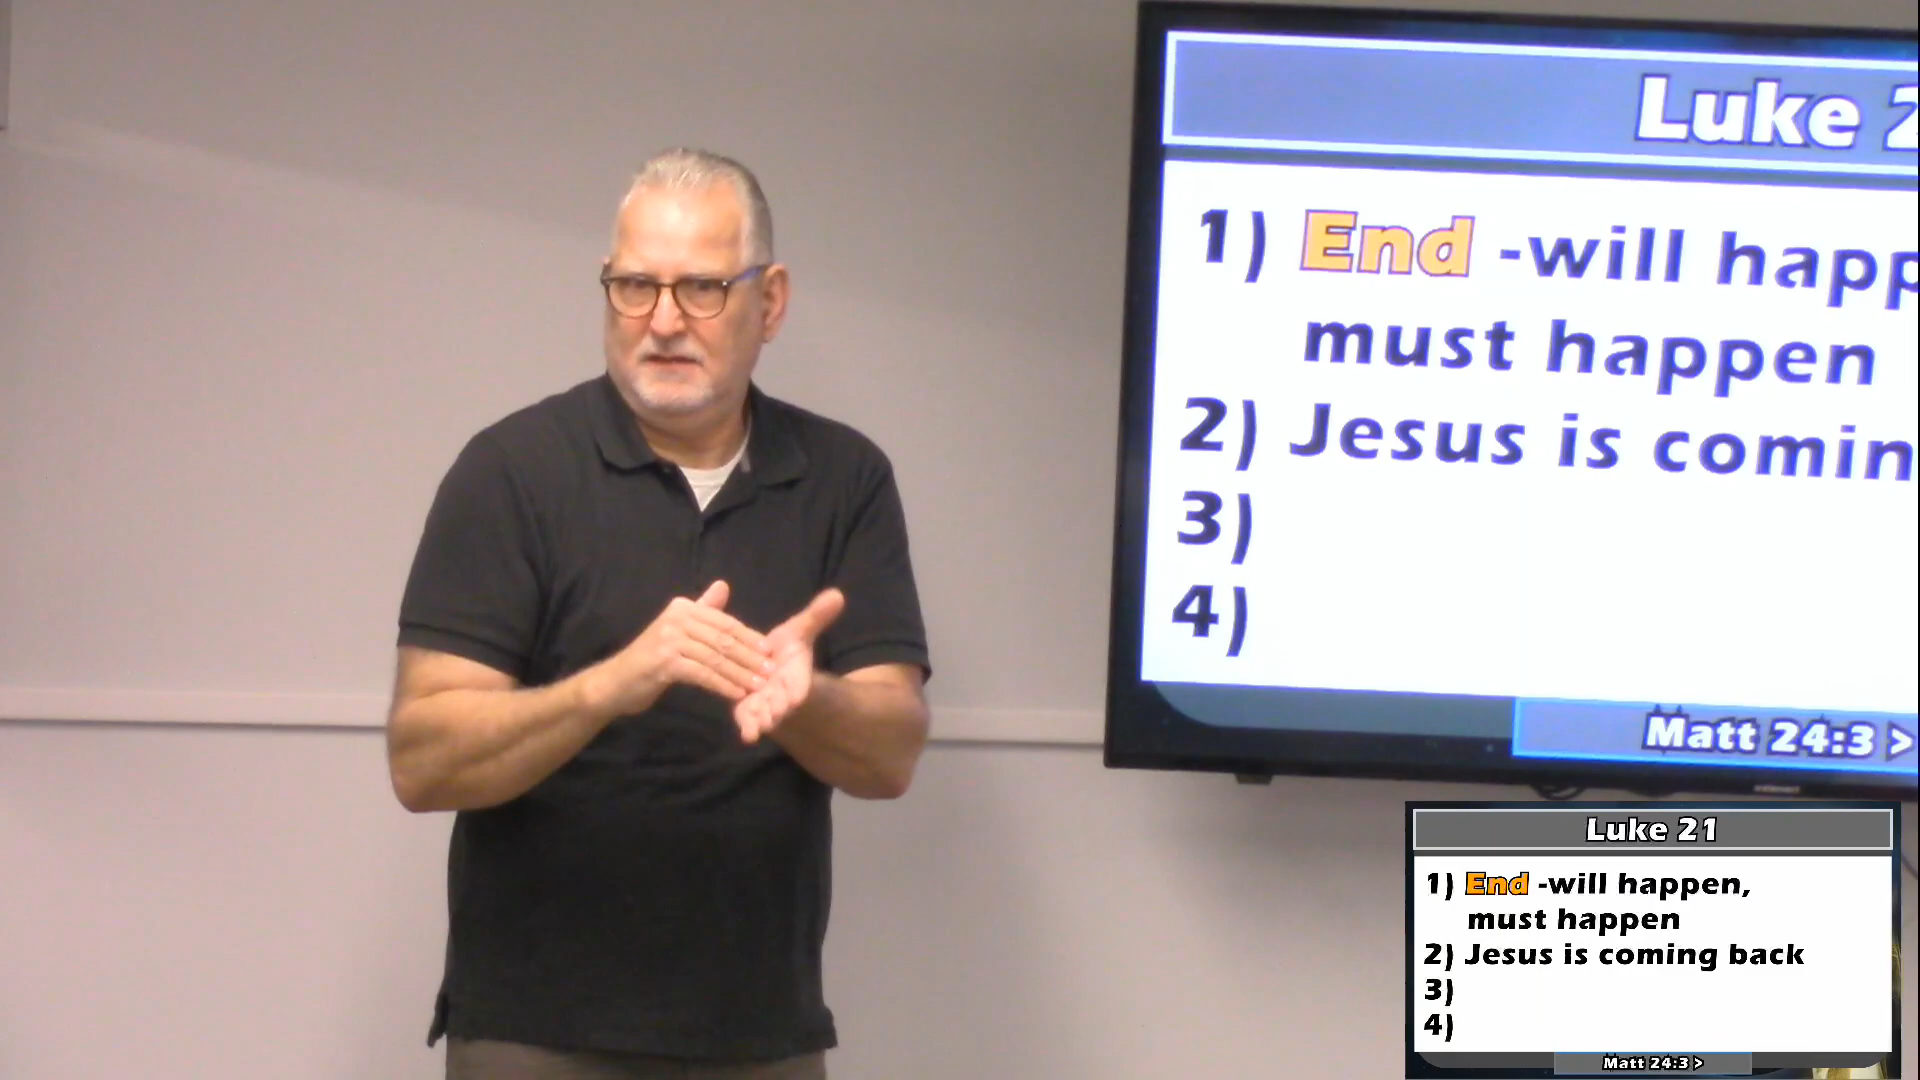 Luke 2
1) End -will happ
must happen
2) Jesus is comin
3)
4)
Matt 24:3 >
Luke 21
1) End -will happen,
must happen
2) Jesus is coming back
3)
4)
Matt 24:3 >